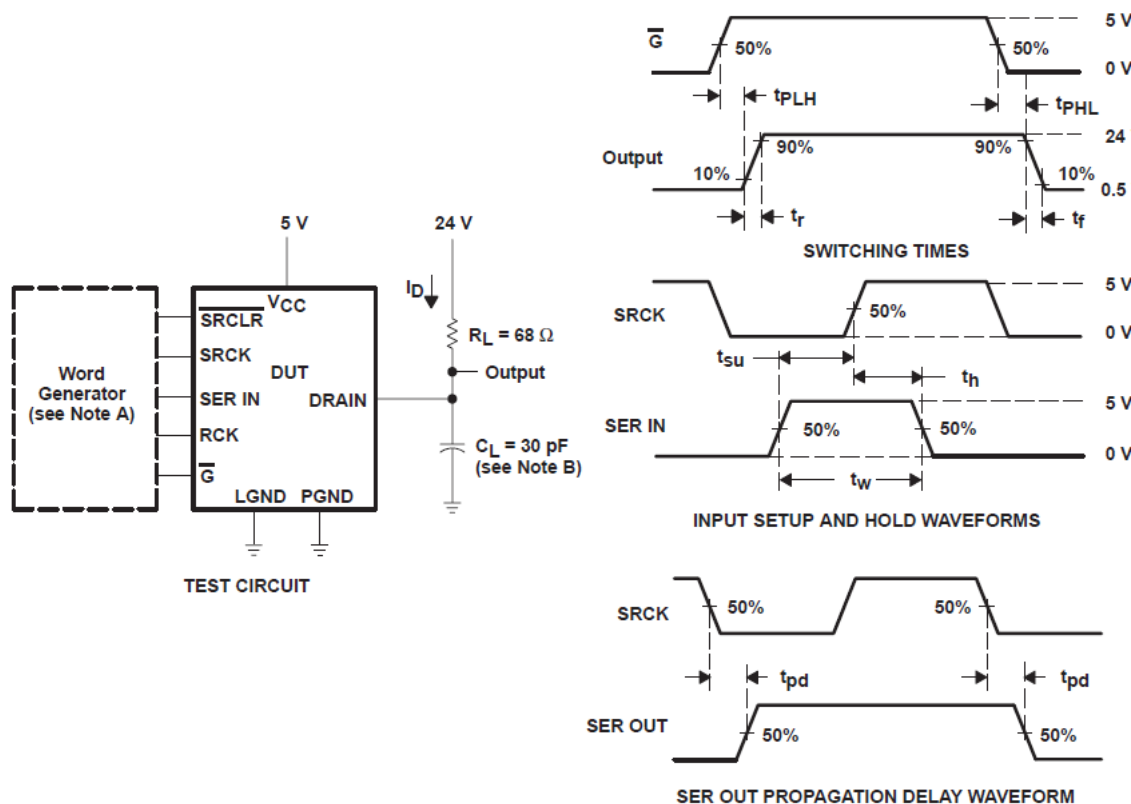 5 V
24 V
Word
Generator
(see Note A)
SRCLR
SRCK
SER IN
RCK
G
VCC
DUT
DRAIN
LGND PGND
ID
RL = 68 Ω
Output
CL = 30 pF
(see Note B)
TEST CIRCUIT
G
50%
50%
5 V
0 V
tPLH
tPHL
Output
10%
90%
90%
10%
24
0.5
tr
tf
SWITCHING TIMES
SRCK
50%
5 V
0 V
tsu
th
SER IN
50%
50%
5 V
0 V
tw
INPUT SETUP AND HOLD WAVEFORMS
SRCK
50%
50%
tpd
tpd
SER OUT
50%
50%
SER OUT PROPAGATION DELAY WAVEFORM